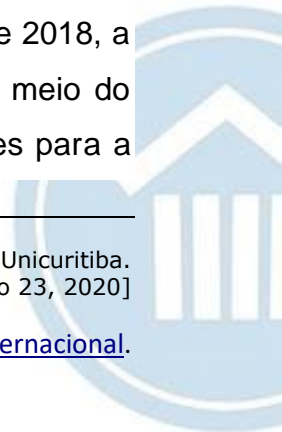 e 2018, a
meio do
es para a
Unicuritiba.
o 23, 2020]
ernacional.